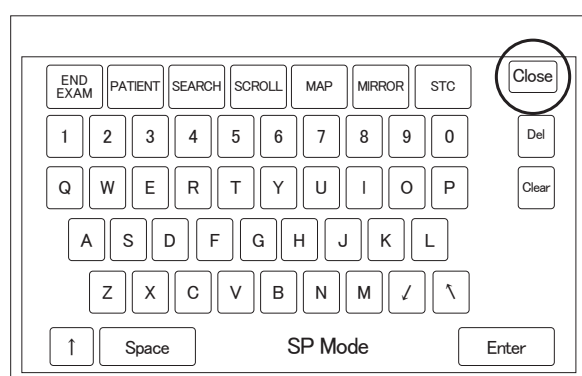 END EXAM PATIENT SEARCH SCROLL MAP MIRROR STC Close
1 2 3 4 5 6 7 8 9 0 Del
Q W E R T Y U I O P Clear
A S D F G H J K L
Z X C V B N M ↙ ↖
↑ Space SP Mode Enter